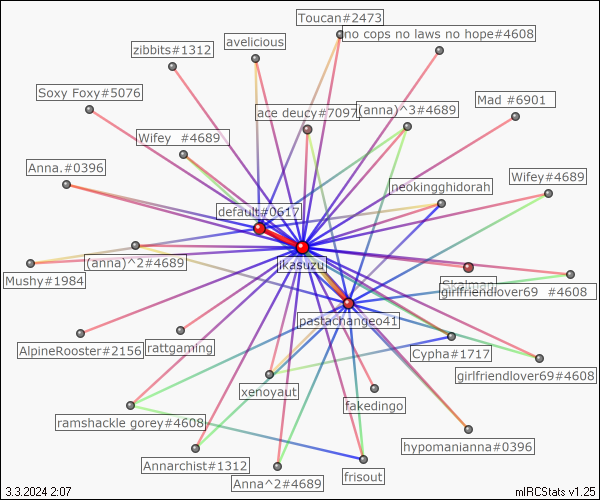 Toucan#2473
no cops no laws no hope#4608
avelicious
zibbits#1312
Soxy Foxy#5076
ace deucy#7097
(anna)^3#4689
Mad #6901
Wifey #4689
Anna.#0396
neokingghidorah
Wifey#4689
default#0617
(anna)^2#4689
jkasuzu
Mushy#1984
Skalman
girlfriendlover69 #4608
pastachangeo41
AlpineRooster#2156
rattgaming
Cypha#1717
girlfriendlover69#4608
xenoyaut
fakedingo
ramshackle gorey#4608
hypomanianna#0396
Annarchist#1312
Anna^2#4689
frisout
3.3.2024 2:07
mIRCStats v1.25